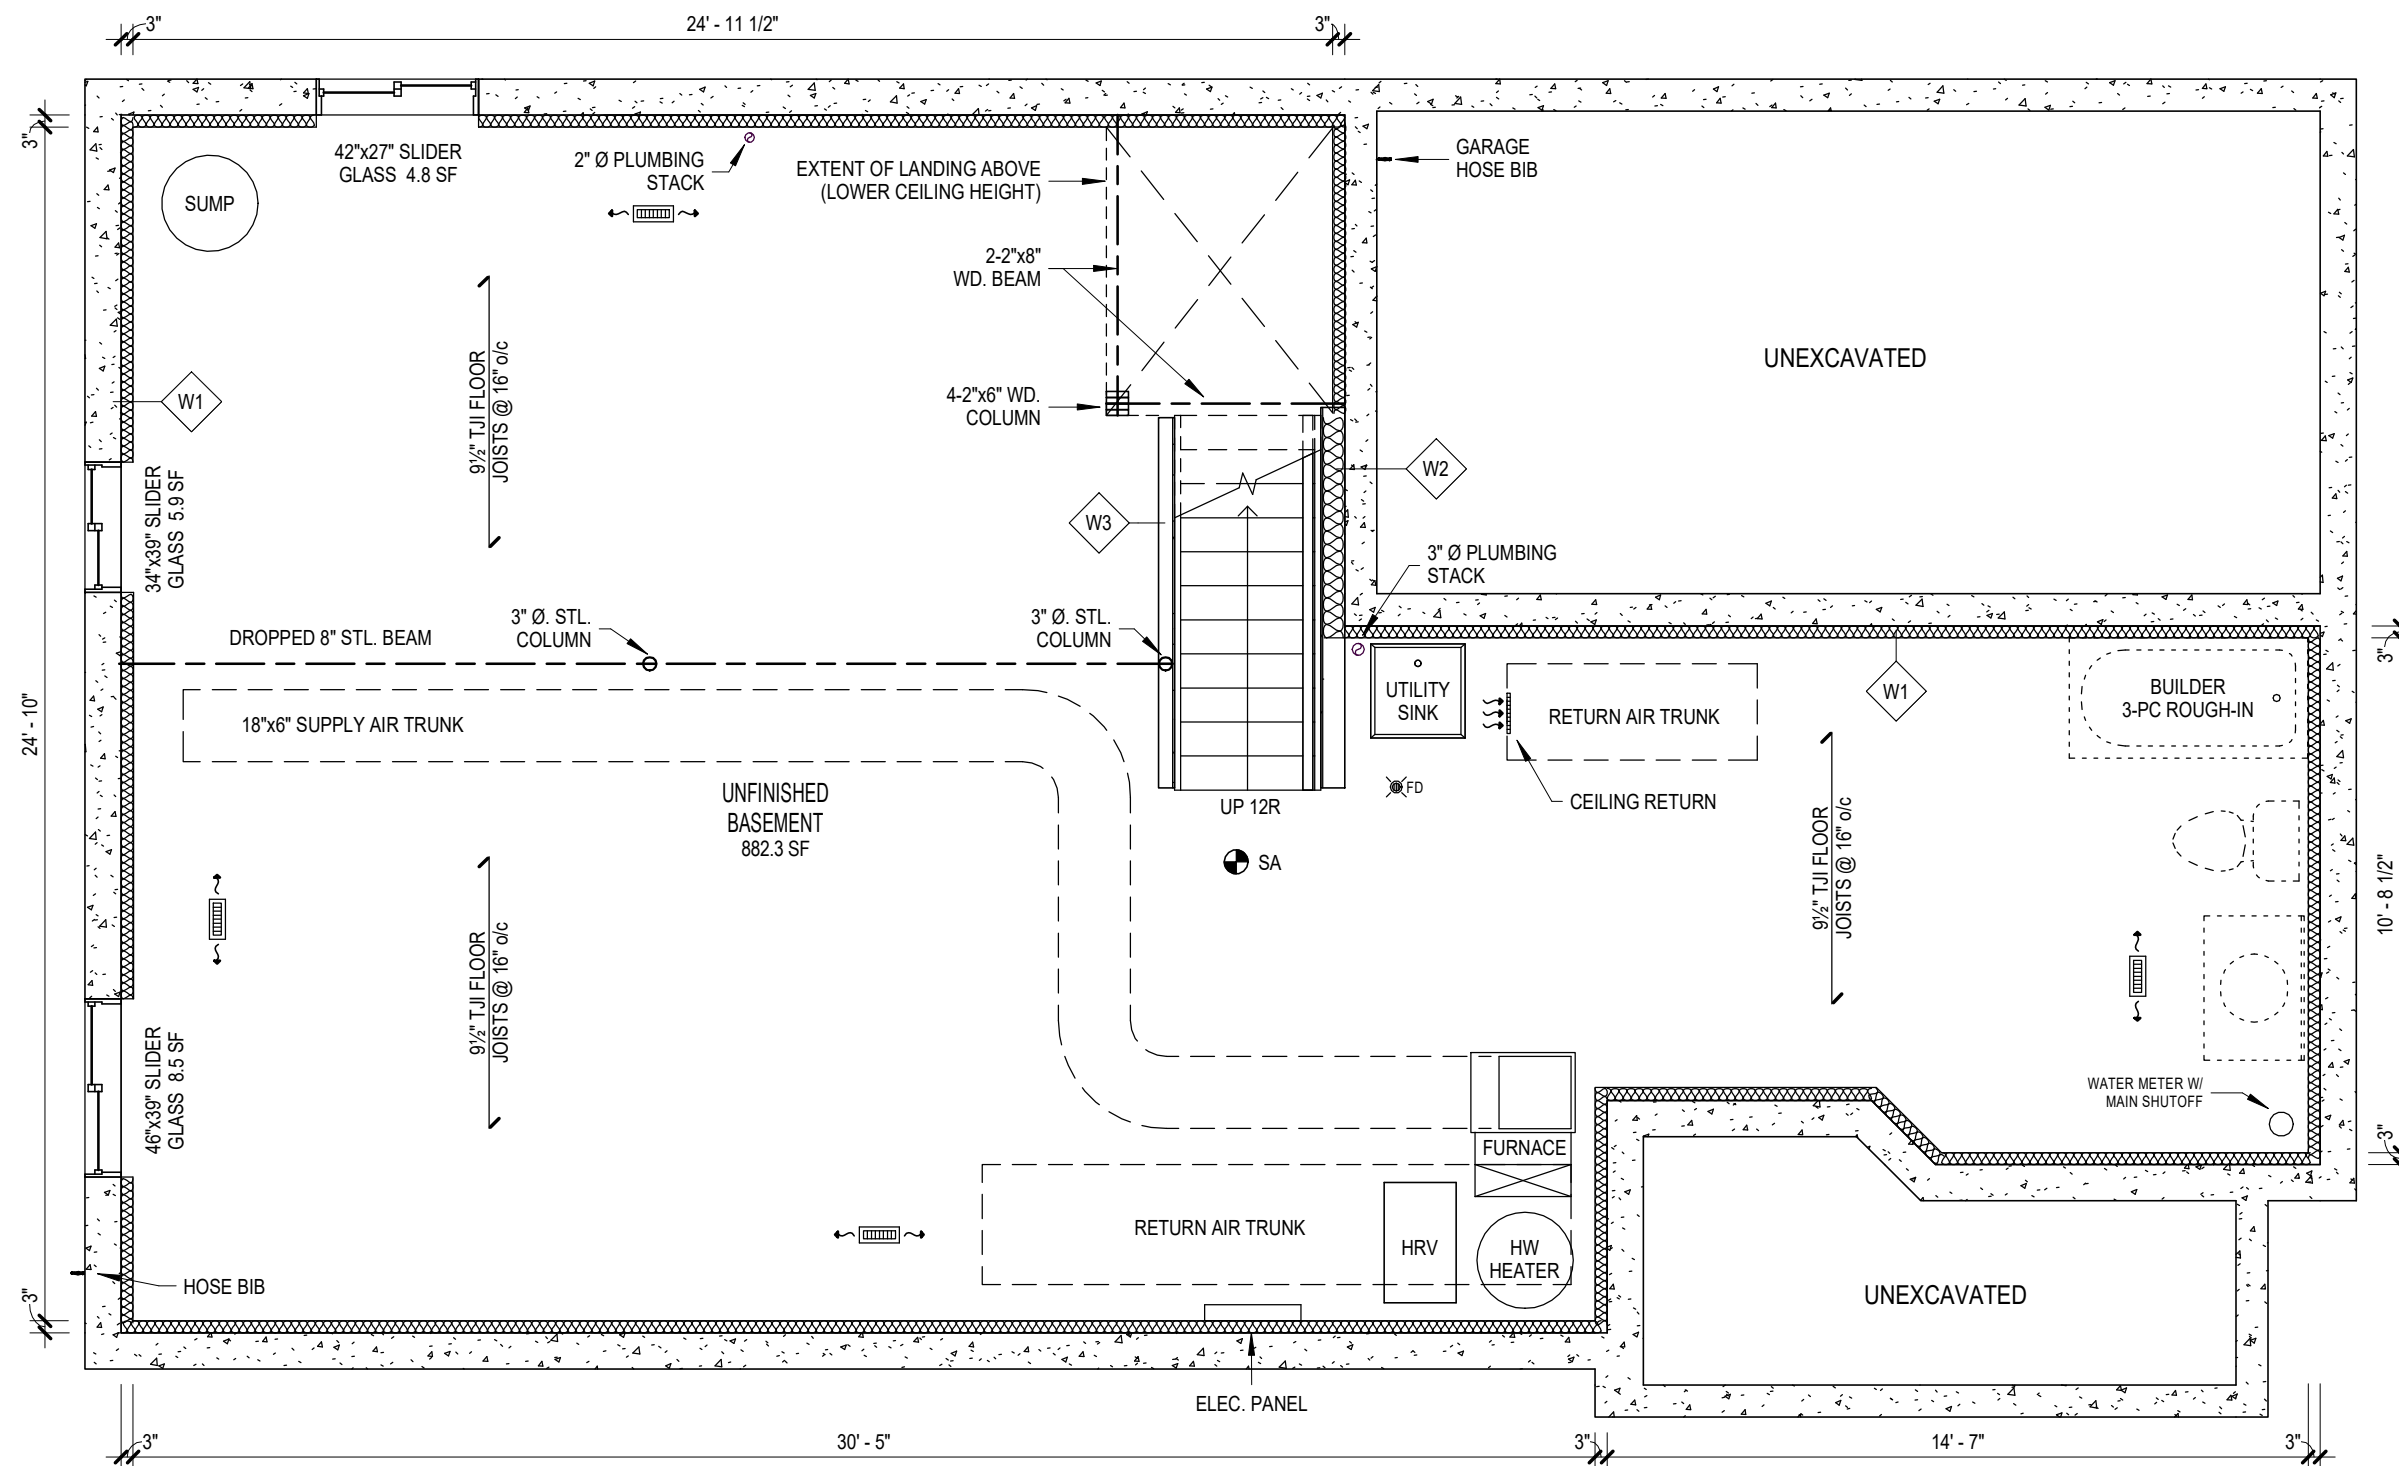 3"
24' - 11 1/2"
3"
3"
42"x27" SLIDER
GLASS 4.8 SF
SUMP
2" Ø PLUMBING
STACK
EXTENT OF LANDING ABOVE
(LOWER CEILING HEIGHT)
GARAGE
HOSE BIB
2-2"x8"
WD. BEAM
UNEXCAVATED
W1
9½" TJI FLOOR
JOISTS @ 16" o/c
4-2"x6" WD.
COLUMN
W2
34"x39" SLIDER
GLASS 5.9 SF
W3
3" Ø PLUMBING
STACK
DROPPED 8" STL. BEAM
3" Ø. STL.
COLUMN
3" Ø. STL.
COLUMN
3"
24' - 10"
18"x6" SUPPLY AIR TRUNK
UTILITY
SINK
RETURN AIR TRUNK
W1
BUILDER
3-PC ROUGH-IN
UNFINISHED
BASEMENT
882.3 SF
UP 12R
FD
CEILING RETURN
SA
9½" TJI FLOOR
JOISTS @ 16" o/c
9½" TJI FLOOR
JOISTS @ 16" o/c
10' - 8 1/2"
46"x39" SLIDER
GLASS 8.5 SF
WATER METER W/
MAIN SHUTOFF
3"
FURNACE
RETURN AIR TRUNK
HRV
HW
HEATER
HOSE BIB
3"
UNEXCAVATED
ELEC. PANEL
3"
30' - 5"
3"
14' - 7"
3"